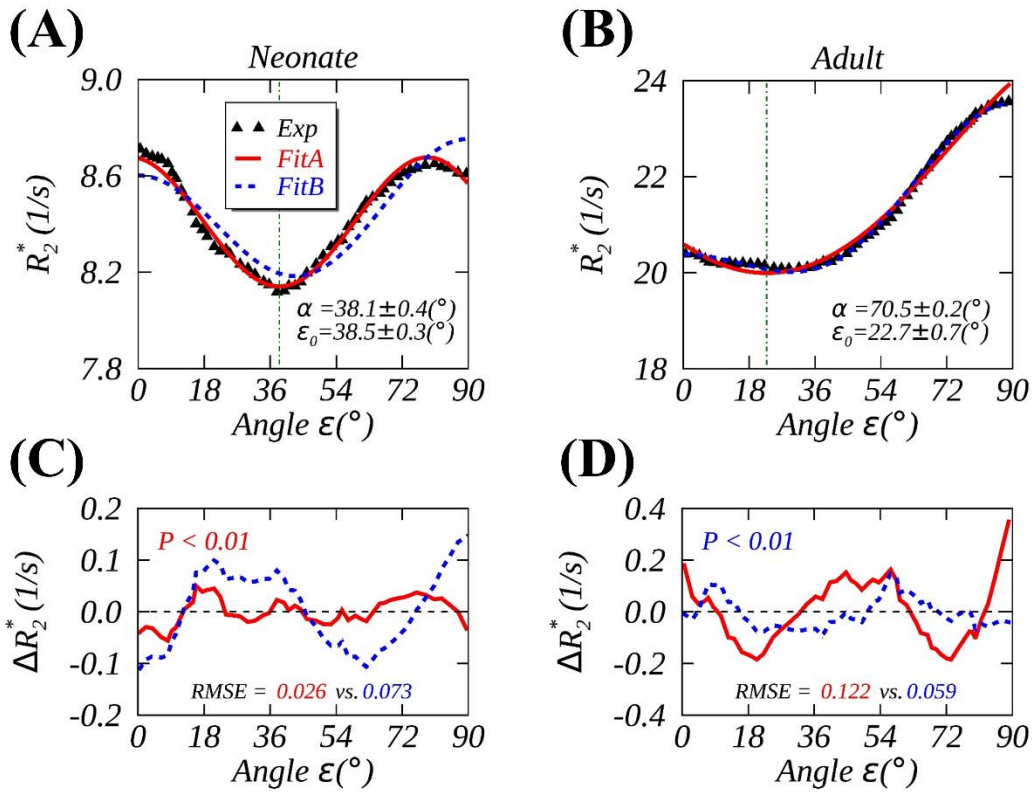 (A)
Neonate
9.0
8.6
8.2
7.8
R₂* (1/s)
Exp
FitA
FitB
α =38.1±0.4(°)
ε₀=38.5±0.3(°)
0 18 36 54 72 90
Angle ε(°)
(B)
Adult
24
22
20
18
R₂* (1/s)
α =70.5±0.2(°)
ε₀=22.7±0.7(°)
0 18 36 54 72 90
Angle ε(°)
(C)
0.2
0.1
0.0
-0.1
-0.2
ΔR₂* (1/s)
P < 0.01
RMSE = 0.026 vs. 0.073
0 18 36 54 72 90
Angle ε(°)
(D)
0.4
0.2
0.0
-0.2
-0.4
ΔR₂* (1/s)
P < 0.01
RMSE = 0.122 vs. 0.059
0 18 36 54 72 90
Angle ε(°)